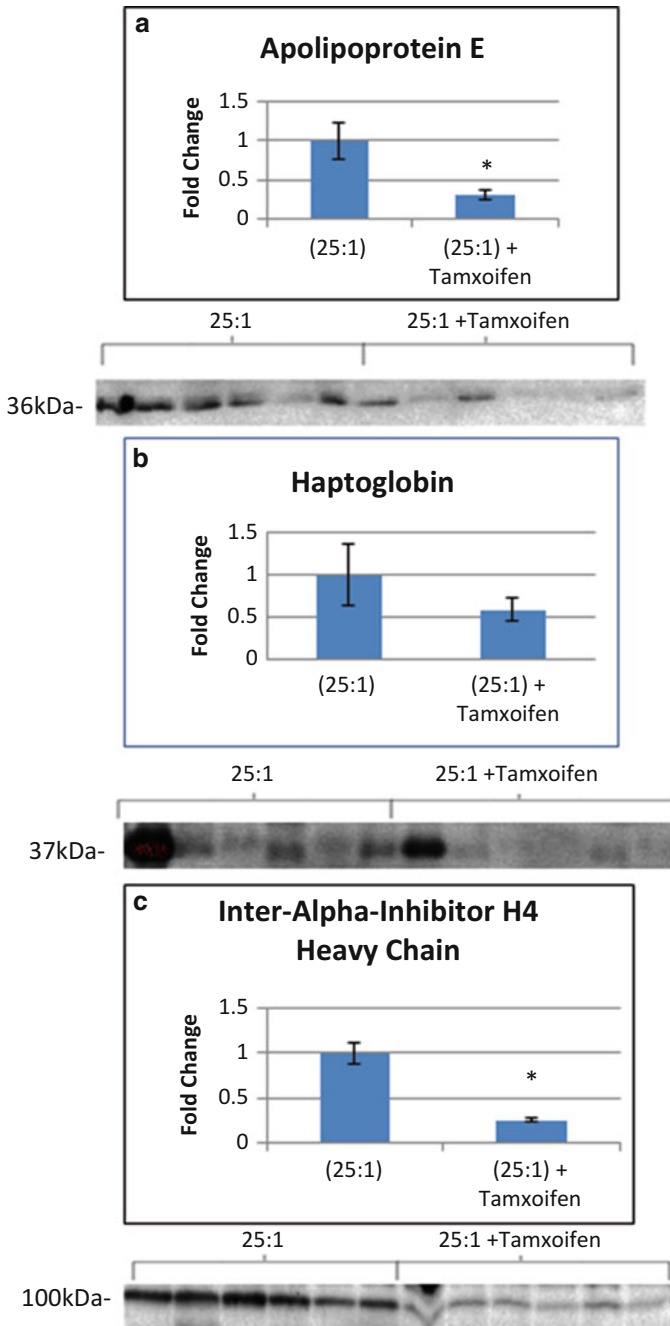 a
Apolipoprotein E
Fold Change
1.5
1
0.5
0
*
(25:1)
(25:1) +
Tamxoifen
25:1
25:1 +Tamxoifen
36kDa-
b
Haptoglobin
Fold Change
1.5
1
0.5
0
(25:1)
(25:1) +
Tamxoifen
25:1
25:1 +Tamxoifen
37kDa-
c
Inter-Alpha-Inhibitor H4
Heavy Chain
Fold Change
1.5
1
0.5
0
*
(25:1)
(25:1) +
Tamxoifen
25:1
25:1 +Tamxoifen
100kDa-